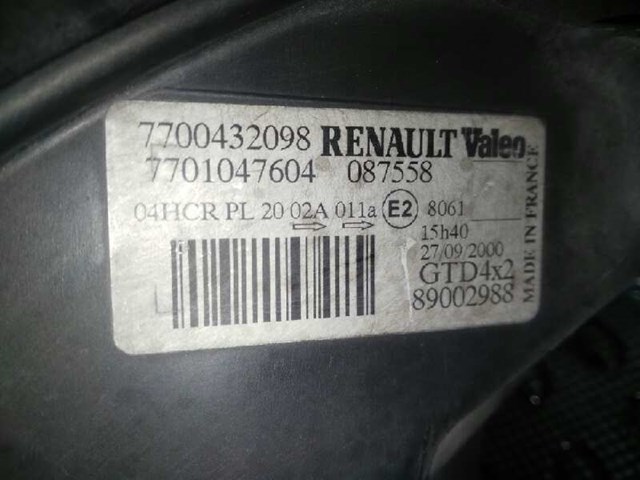 7700432098 RENAULT Valeo
7701047604 087558
04HCR PL 20 02A 011a E2 8061
15h40
27/09/2000
GTD4x2
89002988
MADE IN FRANCE
L